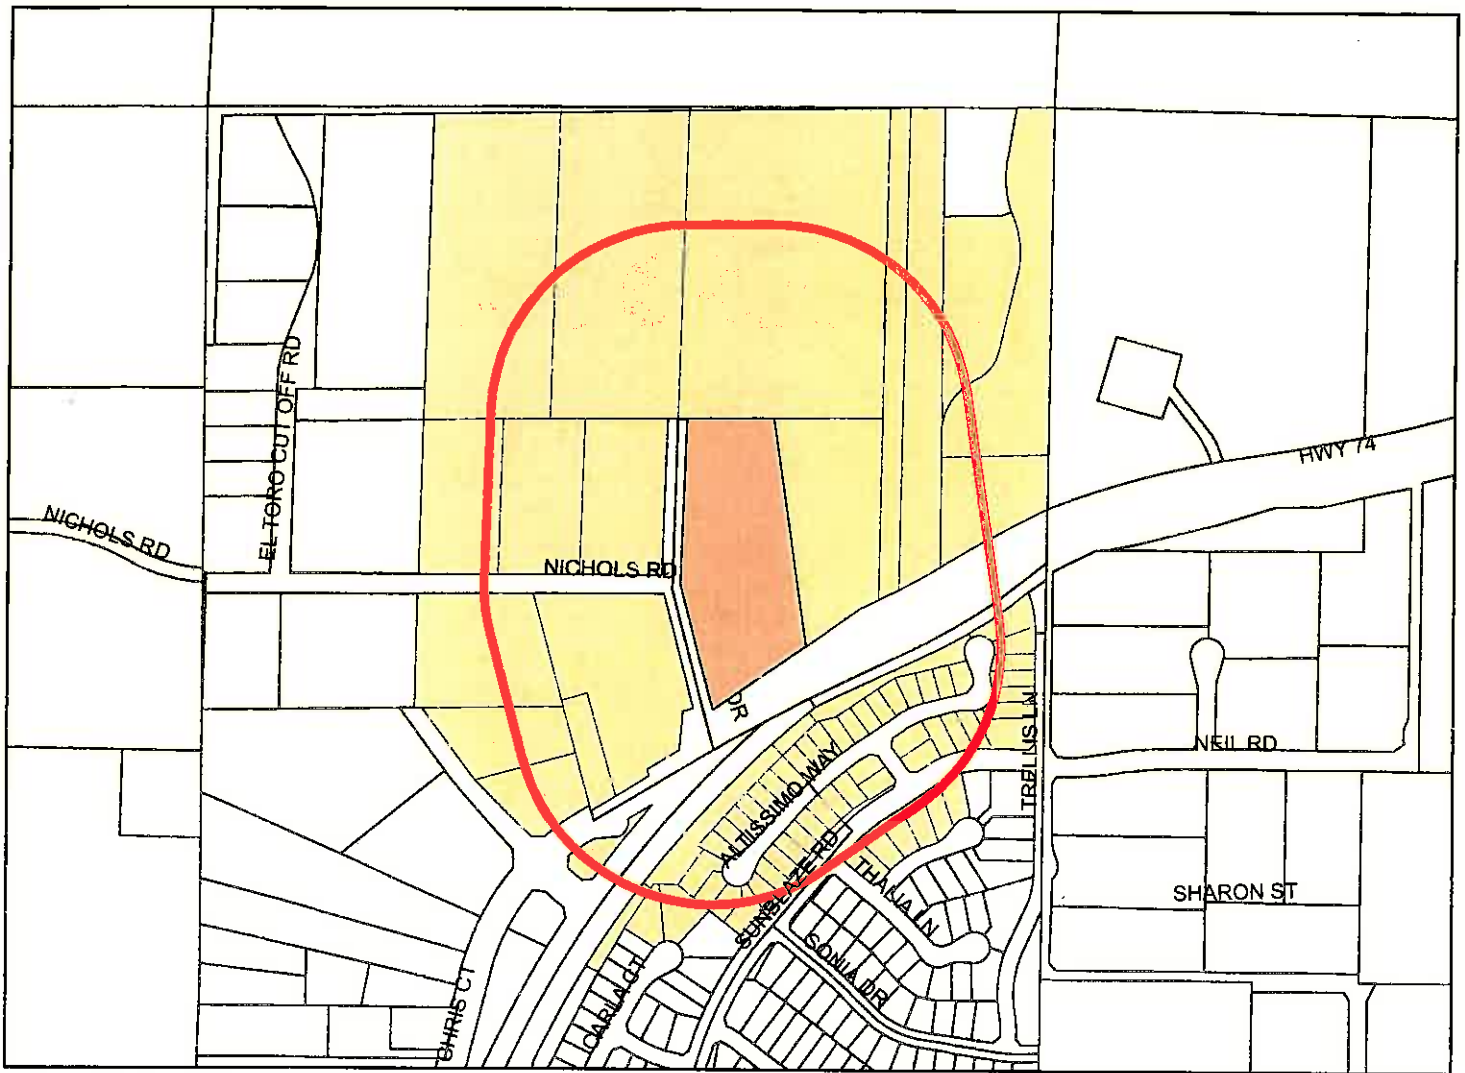 EL TORO CUT OFF RD
HWY 74
NICHOLS RD
NICHOLS RD
DR
TRELLIS LN
NEIL RD
ALTISSIMO WAY
SUNBLAZE RD
THALIA LN
SHARON ST
SONIA DR
CARLA CT
CHRIS CT